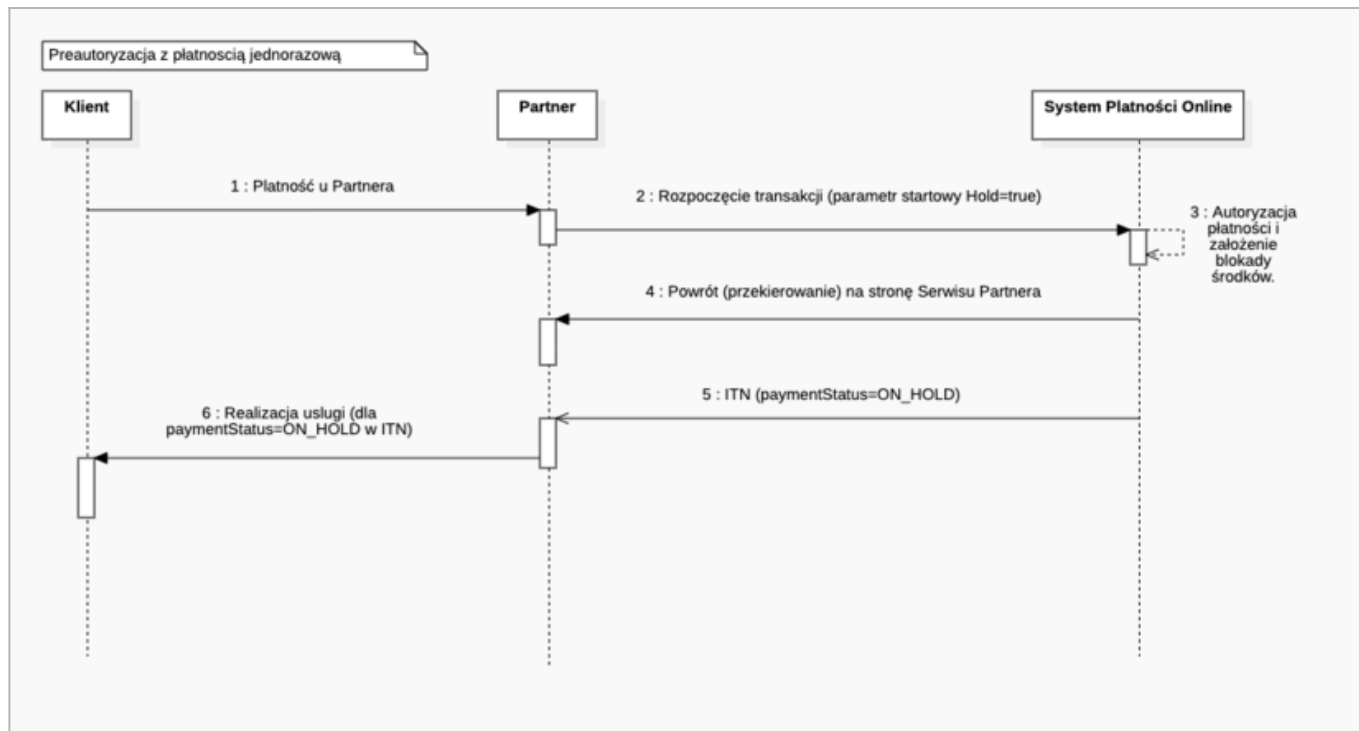 Preautoryzacja z płatnoscią jednorazową
Klient
Partner
System Platności Online
1 : Platność u Partnera
2 : Rozpoczęcie transakcji (parametr startowy Hold=true)
3 : Autoryzacja
płatności i
założenie
blokady
środków.
4 : Powrót (przekierowanie) na stronę Serwisu Partnera
5 : ITN (paymentStatus=ON_HOLD)
6 : Realizacja uslugi (dla
paymentStatus=ON_HOLD w ITN)